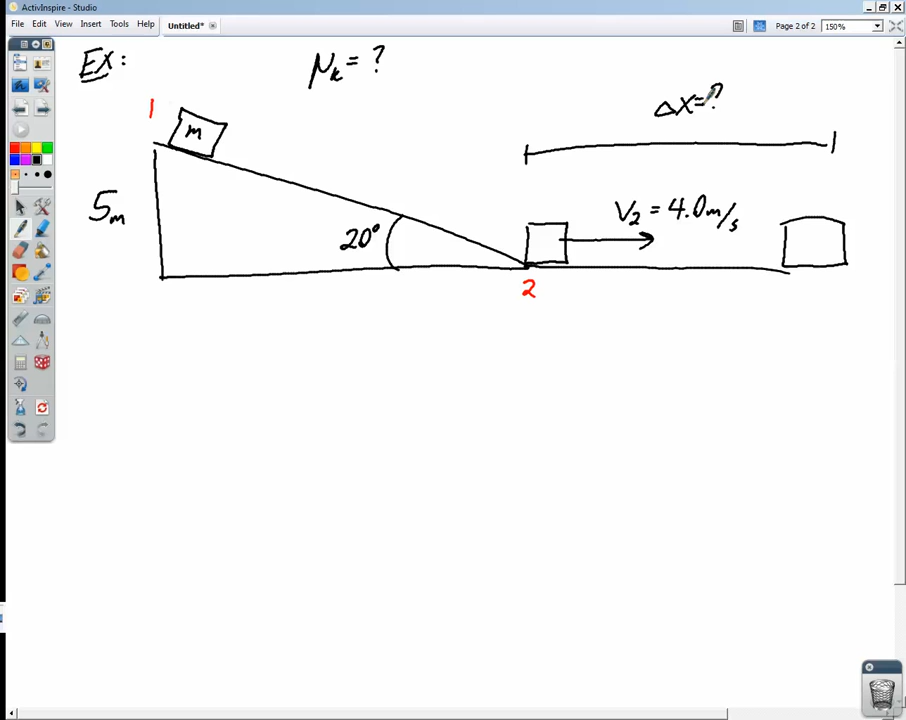 ActivInspire - Studio
File Edit View Insert Tools Help Untitled* Page 2 of 2 150%
EX: μk = ?
Δx=?
1
m
5m
20°
V2 = 4.0m/s
2